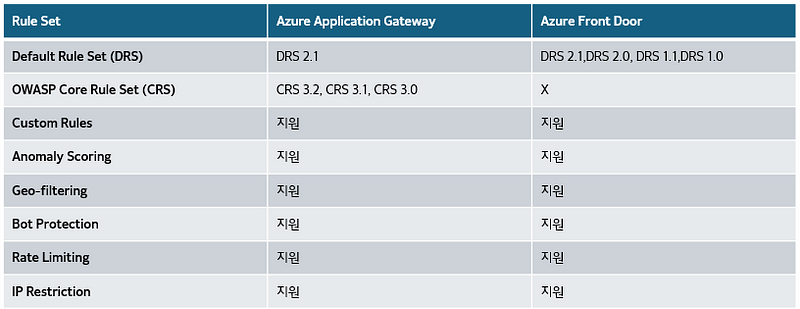 Rule Set Azure Application Gateway Azure Front Door
Default Rule Set (DRS) DRS 2.1 DRS 2.1,DRS 2.0, DRS 1.1,DRS 1.0
OWASP Core Rule Set (CRS) CRS 3.2, CRS 3.1, CRS 3.0 X
Custom Rules 지원 지원
Anomaly Scoring 지원 지원
Geo-filtering 지원 지원
Bot Protection 지원 지원
Rate Limiting 지원 지원
IP Restriction 지원 지원